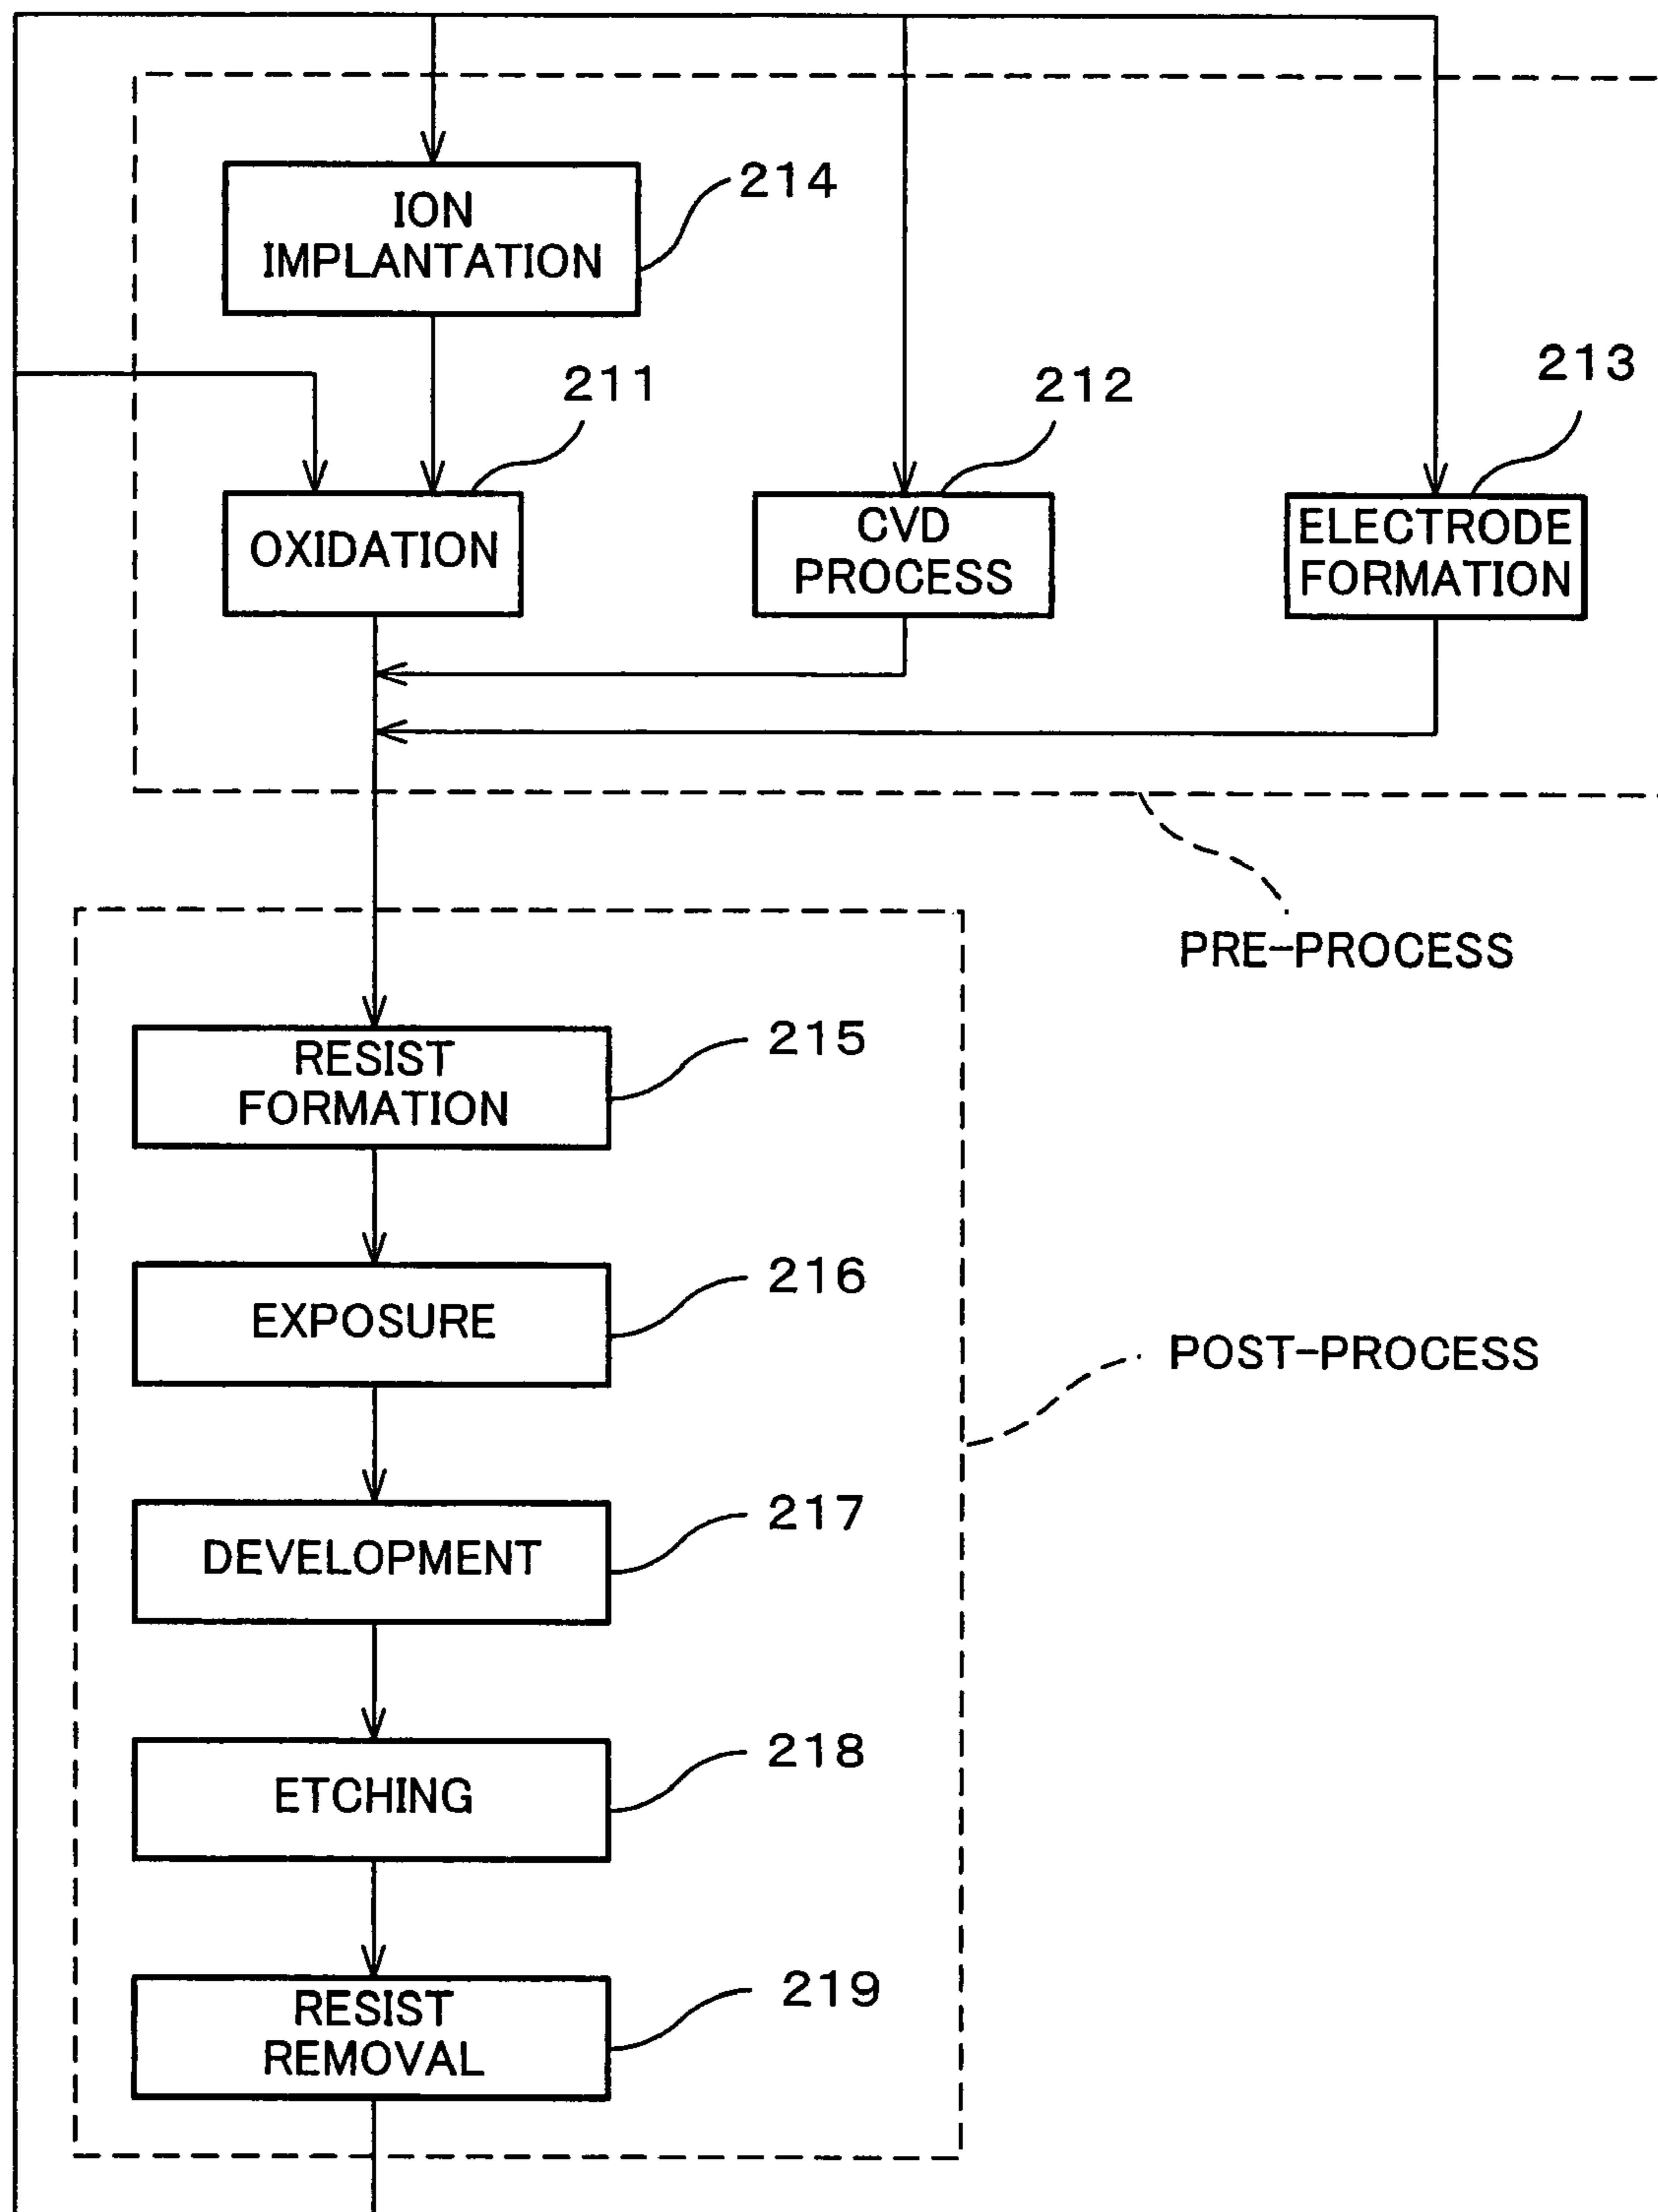 214
ION
IMPLANTATION
211
212
213
OXIDATION
CVD
PROCESS
ELECTRODE
FORMATION
PRE-PROCESS
215
RESIST
FORMATION
216
EXPOSURE
POST-PROCESS
217
DEVELOPMENT
218
ETCHING
219
RESIST
REMOVAL